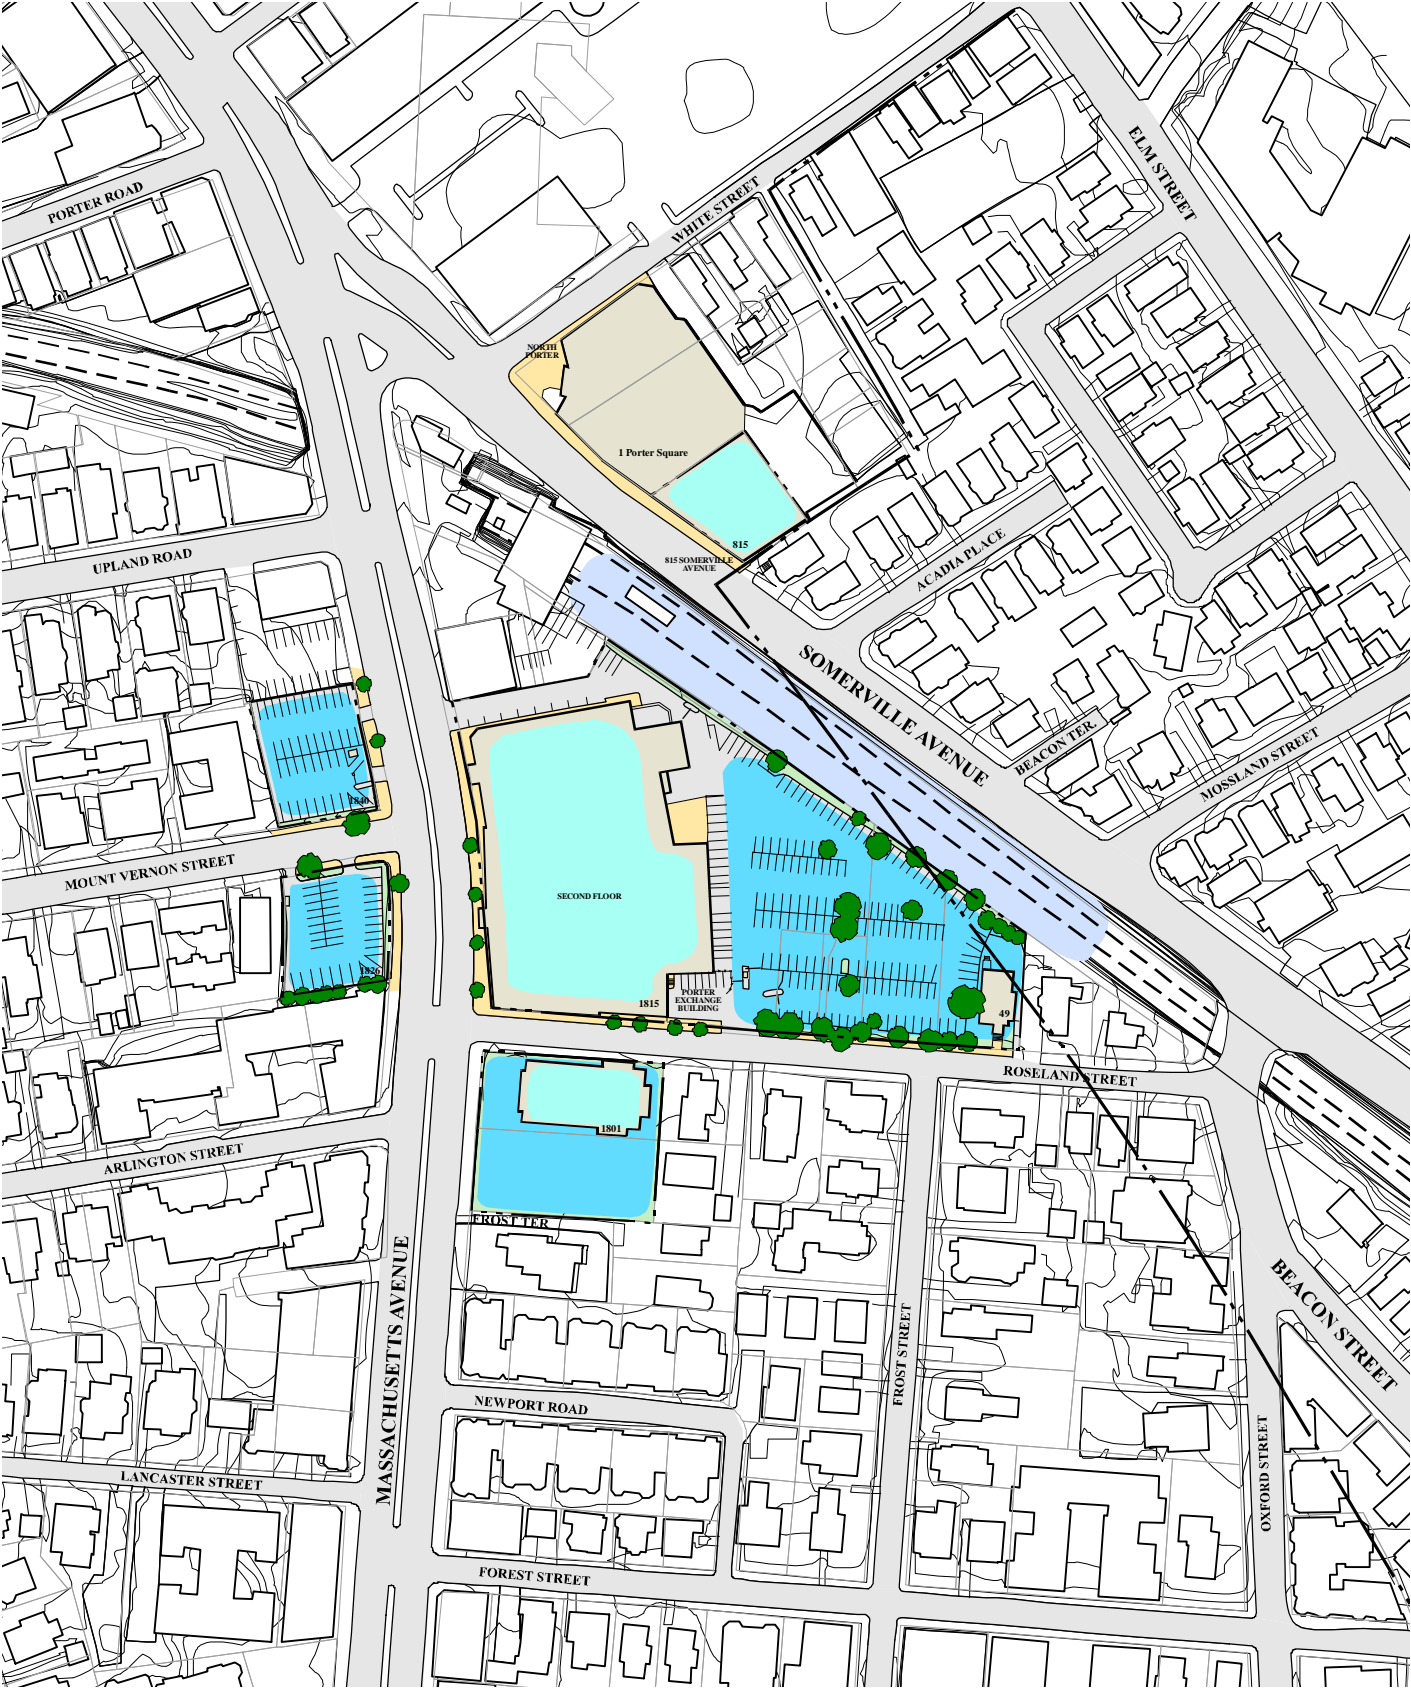 ELM STREET
PORTER ROAD
WHITE STREET
NORTH
PORTER
1 Porter Square
815
815 SOMERVILLE
AVENUE
UPLAND ROAD
ACADIA PLACE
SOMERVILLE AVENUE
BEACON TER.
MOSSLAND STREET
1840
MOUNT VERNON STREET
SECOND FLOOR
1826
1815
PORTER
EXCHANGE
BUILDING
49
ROSELAND STREET
1801
ARLINGTON STREET
FROST TER
MASSACHUSETTS AVENUE
BEACON STREET
FROST STREET
NEWPORT ROAD
OXFORD STREET
LANCASTER STREET
FOREST STREET